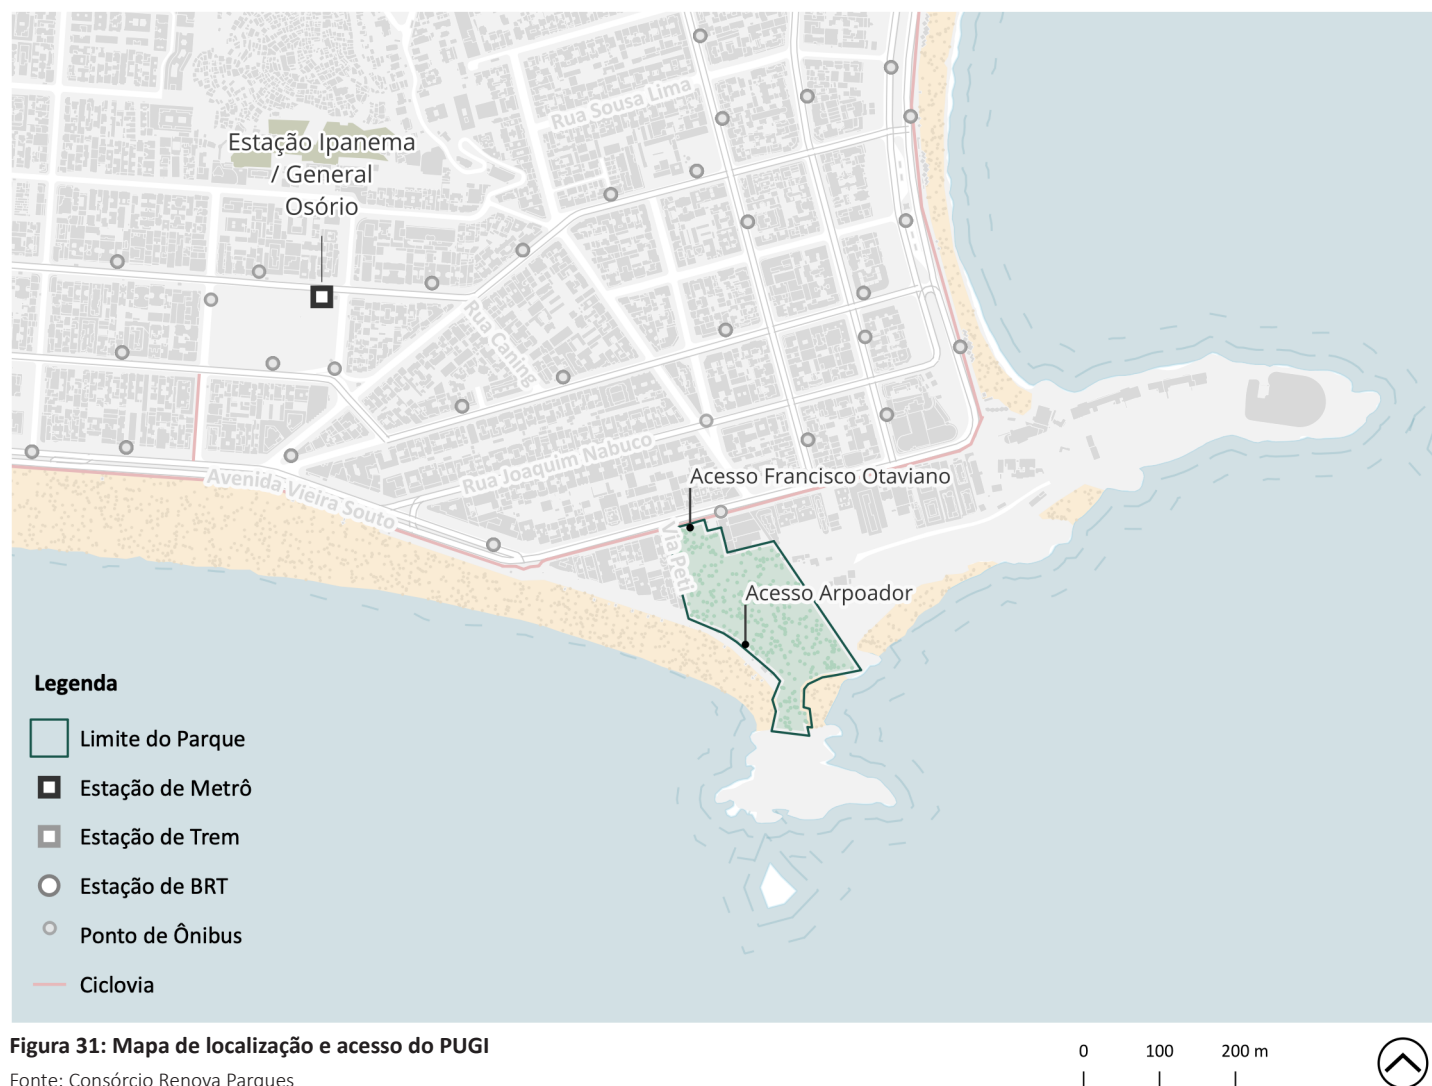 Rua Sousa Lima
Estação Ipanema
/ General
Osório
Rua Caning
Rua Joaquim Nabuco
Avenida Vieira Souto
Acesso Francisco Otaviano
Via Peti
Acesso Arpoador
Legenda
Limite do Parque
Estação de Metrô
Estação de Trem
Estação de BRT
Ponto de Ônibus
Ciclovia
Figura 31: Mapa de localização e acesso do PUGI
Fonte: Consórcio Renova Parques
0 100 200 m